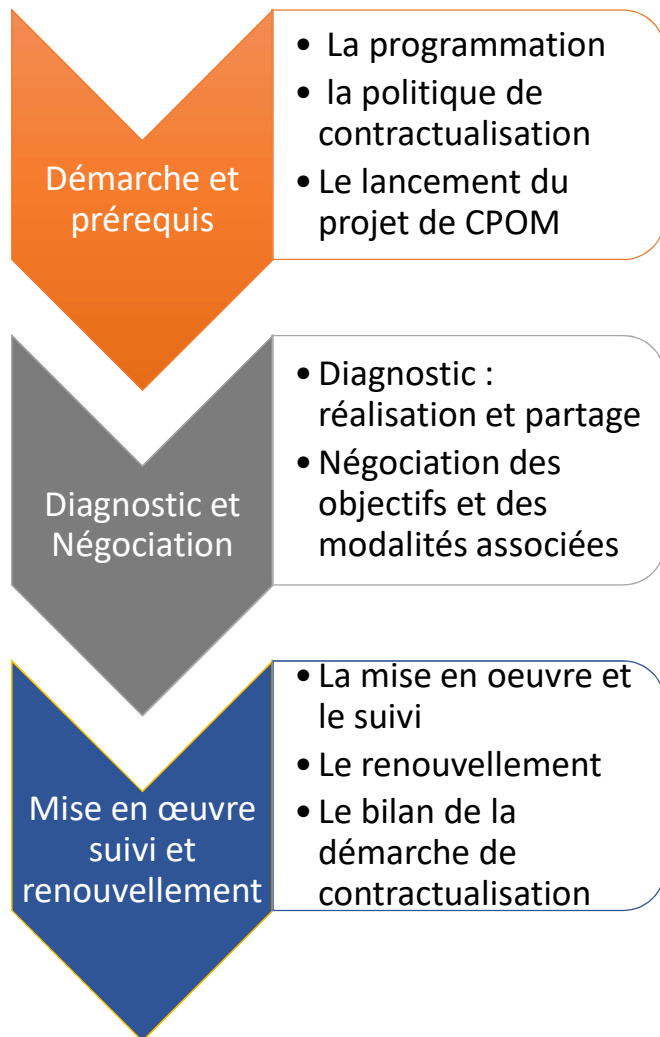 Démarche et
prérequis
• La programmation
• la politique de
contractualisation
• Le lancement du
projet de CPOM
Diagnostic et
Négociation
• Diagnostic :
réalisation et partage
• Négociation des
objectifs et des
modalités associées
Mise en œuvre
suivi et
renouvellement
• La mise en oeuvre et
le suivi
• Le renouvellement
• Le bilan de la
démarche de
contractualisation